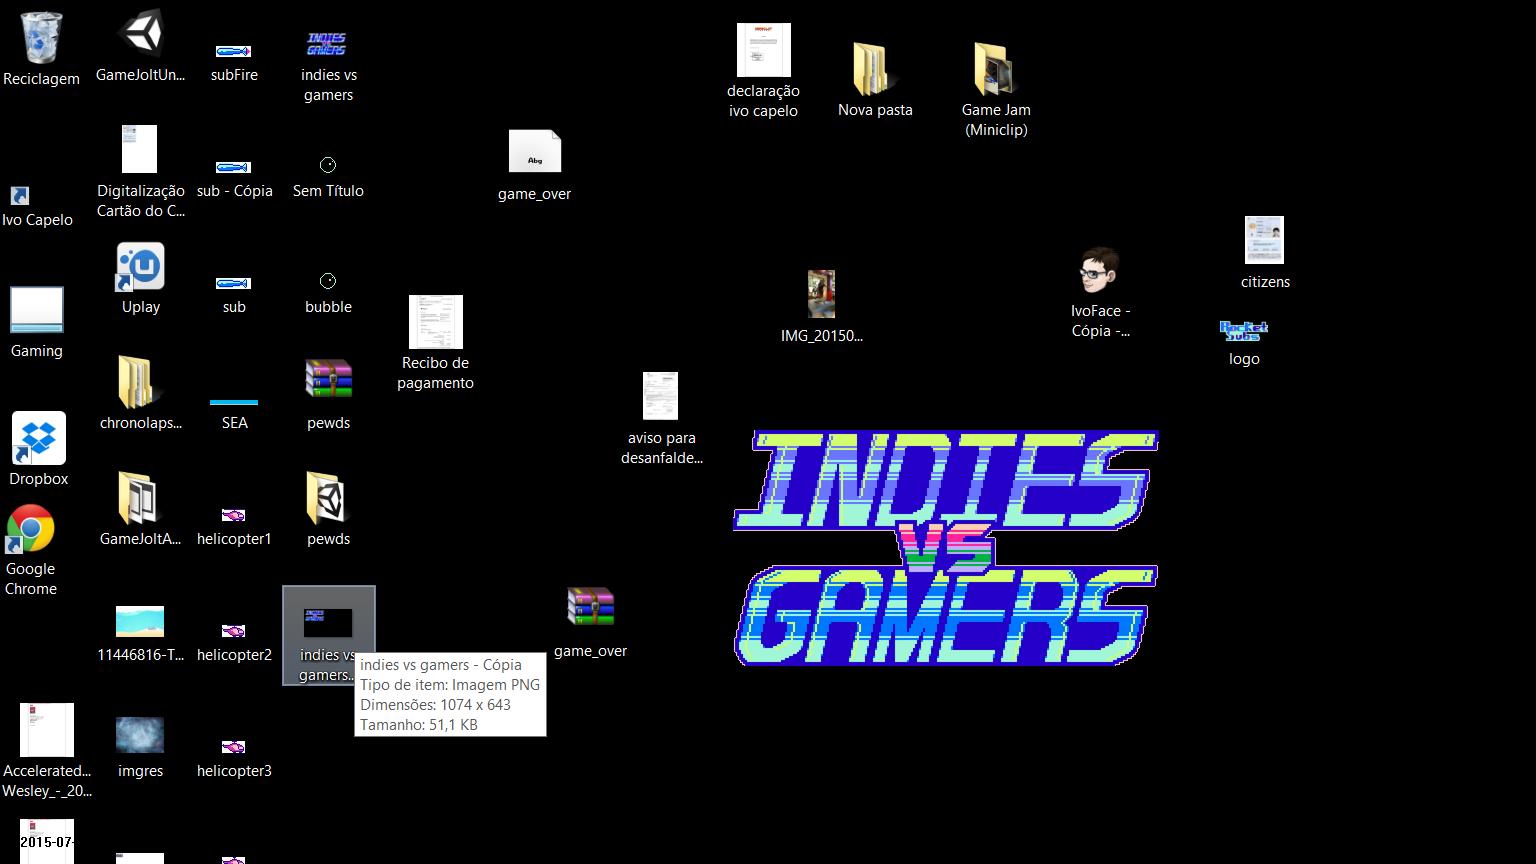 Reciclagem
GameJoltUn...
subFire
indies vs
gamers
declaração
ivo capelo
Nova pasta
Game Jam
(Miniclip)
Abg
game_over
Ivo Capelo
Digitalização
Cartão do C...
sub - Cópia
Sem Título
citizens
Uplay
sub
bubble
IvoFace -
Cópia -...
IMG_20150...
Rocket
Subs
logo
Gaming
Recibo de
pagamento
chronolaps...
SEA
pewds
aviso para
desanfalde...
Dropbox
GameJoltA...
helicopter1
pewds
INDIES
VS
GAMERS
Google
Chrome
11446816-T...
helicopter2
indies vs
gamers...
game_over
indies vs gamers - Cópia
Tipo de item: Imagem PNG
Dimensões: 1074 x 643
Tamanho: 51,1 KB
Accelerated...
Wesley_-_20...
imgres
helicopter3
2015-07-